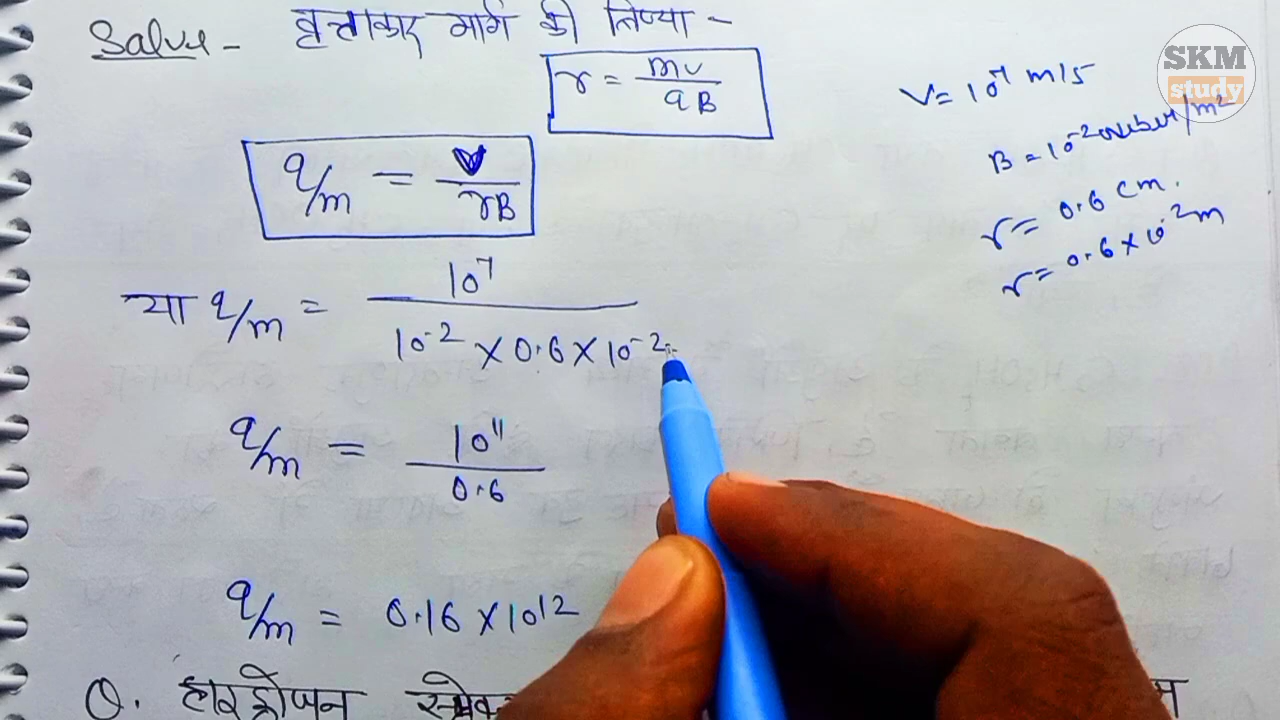 Salve - वृत्ताकार मार्ग की त्रिज्या -
r = mv / qB
q/m = v / rB
या q/m = 10⁷ / 10⁻² × 0.6 × 10⁻²
q/m = 10¹¹ / 0.6
q/m = 0.16 × 10¹²
Q. हाइड्रोजन
V = 10⁷ m/s
B = 10⁻² weber/m²
r = 0.6 cm.
r = 0.6 × 10⁻² m
SKM
study